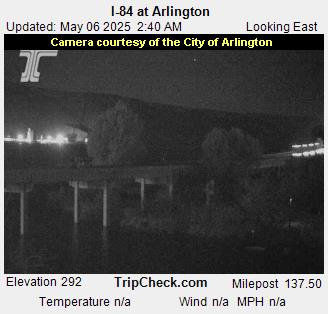 I-84 at Arlington
Updated: May 06 2025 2:40 AM Looking East
Camera courtesy of the City of Arlington
Elevation 292 TripCheck.com Milepost 137.50
Temperature n/a Wind n/a MPH n/a